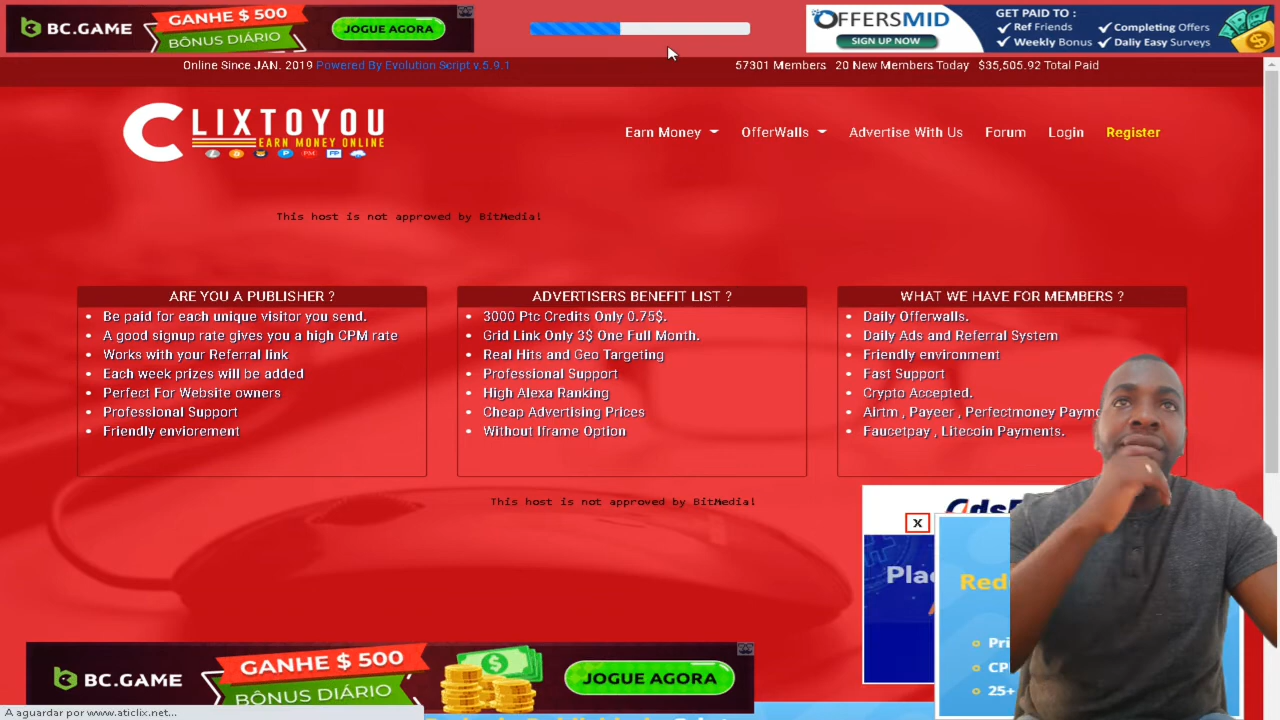 BC.GAME
GANHE $ 500
BÔNUS DIÁRIO
JOGUE AGORA
OFFERSMID
SIGN UP NOW
GET PAID TO :
Ref Friends
Completing Offers
Weekly Bonus
Daliy Easy Surveys
Online Since JAN. 2019 Powered By Evolution Script v.5.9.1
57301 Members 20 New Members Today $35,505.92 Total Paid
CLIXTOYOU
EARN MONEY ONLINE
Earn Money OfferWalls Advertise With Us Forum Login Register
This host is not approved by BitMedia!
ARE YOU A PUBLISHER ?
Be paid for each unique visitor you send.
A good signup rate gives you a high CPM rate
Works with your Referral link
Each week prizes will be added
Perfect For Website owners
Professional Support
Friendly enviorement
ADVERTISERS BENEFIT LIST ?
3000 Ptc Credits Only 0.75$.
Grid Link Only 3$ One Full Month.
Real Hits and Geo Targeting
Professional Support
High Alexa Ranking
Cheap Advertising Prices
Without Iframe Option
WHAT WE HAVE FOR MEMBERS ?
Daily Offerwalls.
Daily Ads and Referral System
Friendly environment
Fast Support
Crypto Accepted.
Airtm , Payeer , Perfectmoney Payme
Faucetpay , Litecoin Payments.
This host is not approved by BitMedia!
X
Plac
Red
Pri
CP
25+
BC.GAME
GANHE $ 500
BÔNUS DIÁRIO
JOGUE AGORA
A aguardar por www.aticlix.net...